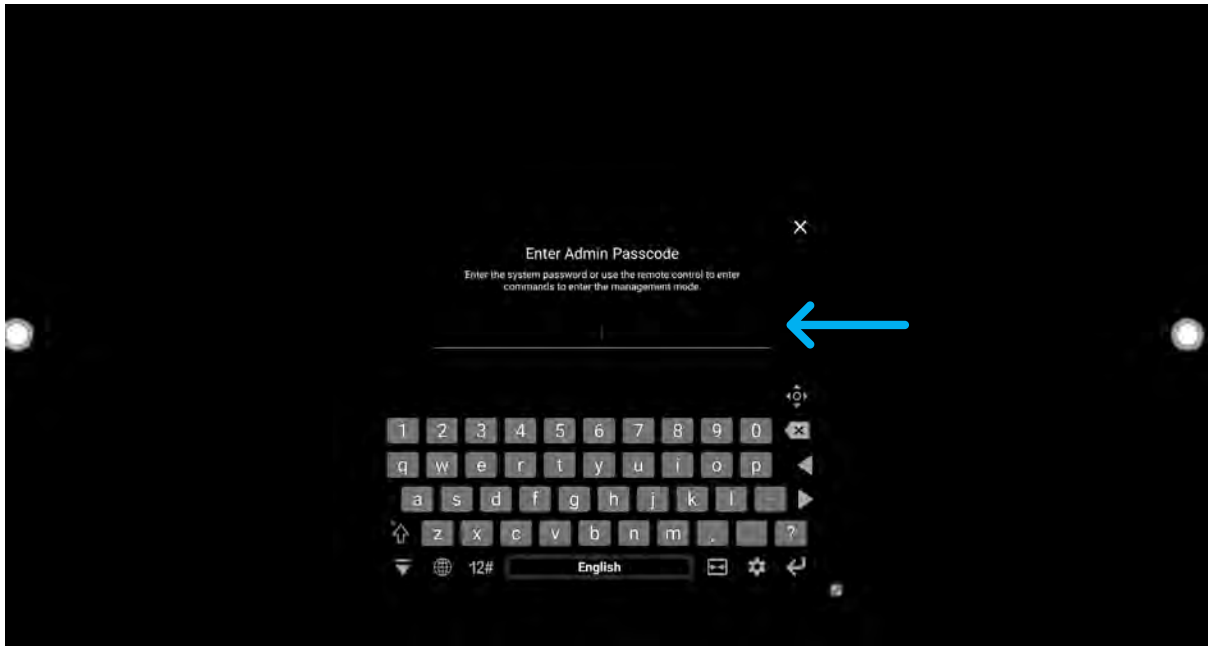 Enter Admin Passcode
Enter the system password or use the remote control to enter
commands to enter the management mode.
1 2 3 4 5 6 7 8 9 0
q w e r t y u i o p
a s d f g h j k l
z x c v b n m , ?
12# English